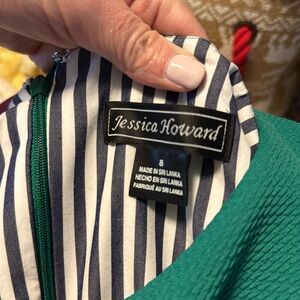 Jessica Howard
8
MADE IN SRI LANKA
HECHO EN SRI LANKA
FABRIQUÉ AU SRI LANKA